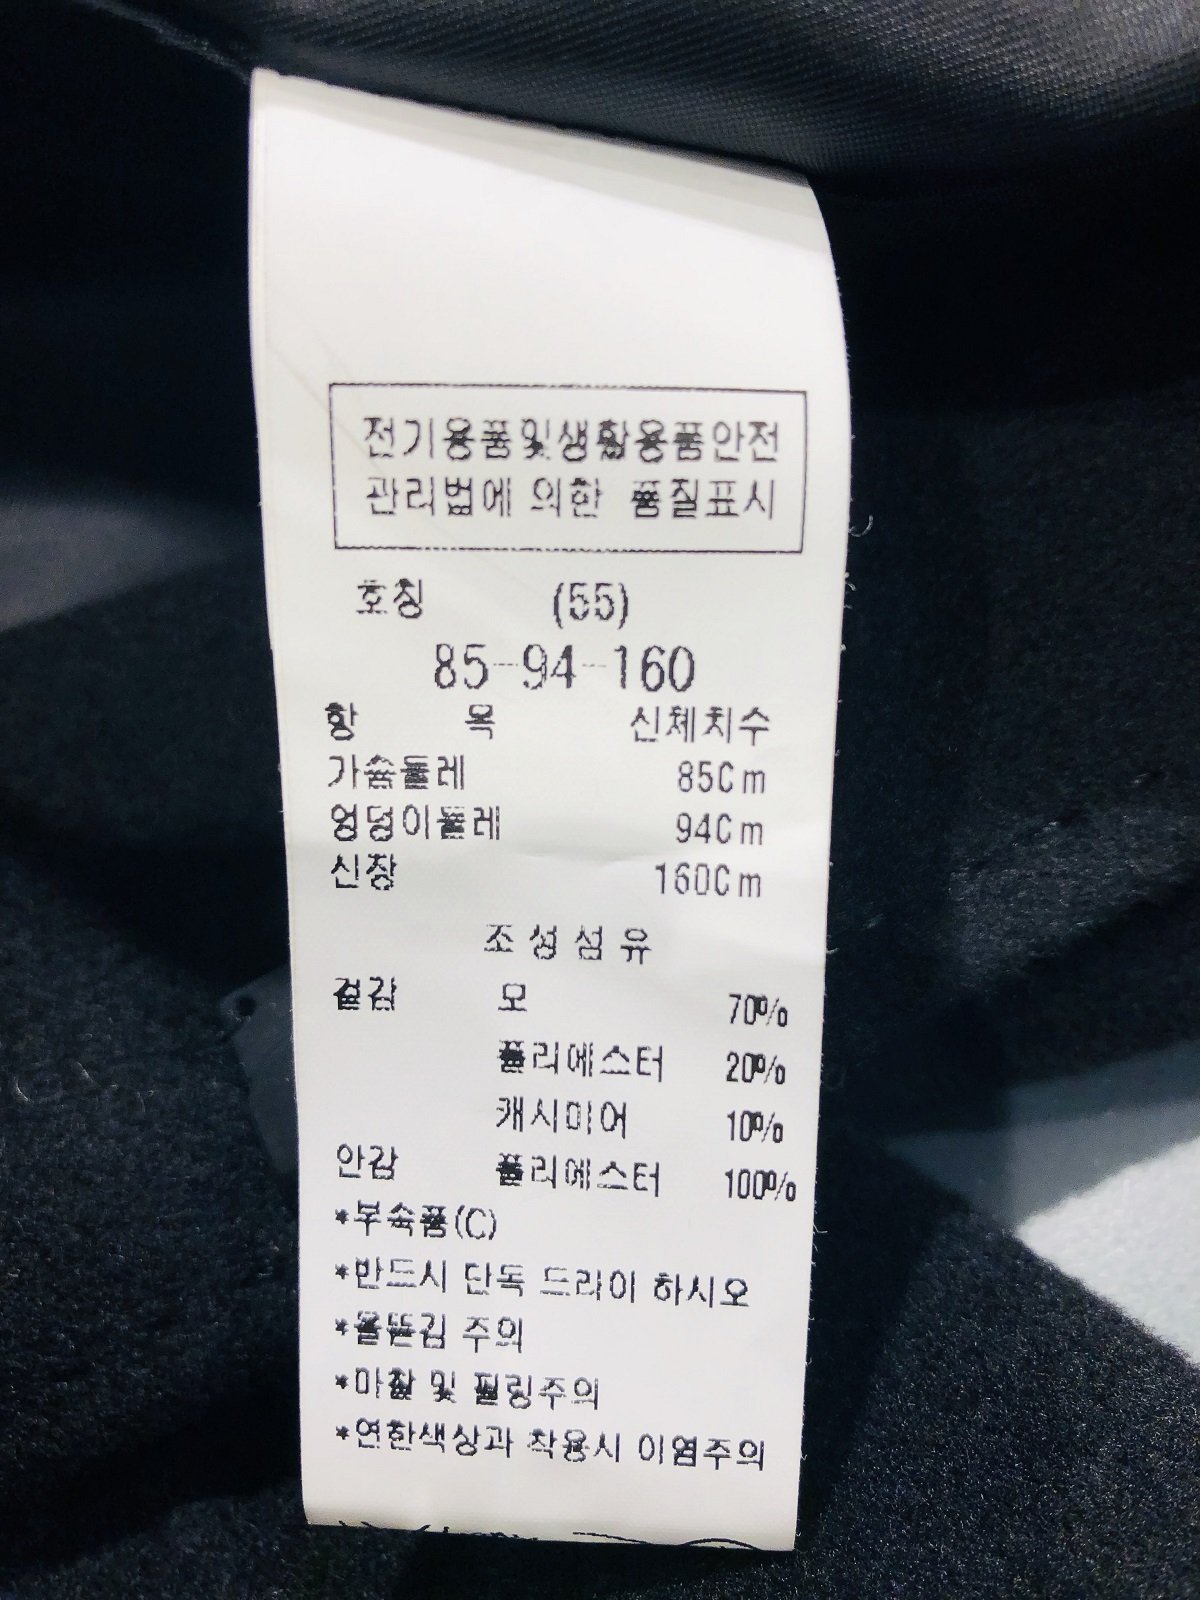 전기용품및생활용품안전
관리법에 의한 품질표시
호칭 (55)
85-94-160
항 목 신체치수
가슴둘레 85Cm
엉덩이둘레 94Cm
신장 160Cm
조성섬유
겉감 모 70%
폴리에스터 20%
캐시미어 10%
안감 폴리에스터 100%
*부속품(C)
*반드시 단독 드라이 하시오
*올뜯김 주의
*마찰 및 필링주의
*연한색상과 착용시 이염주의